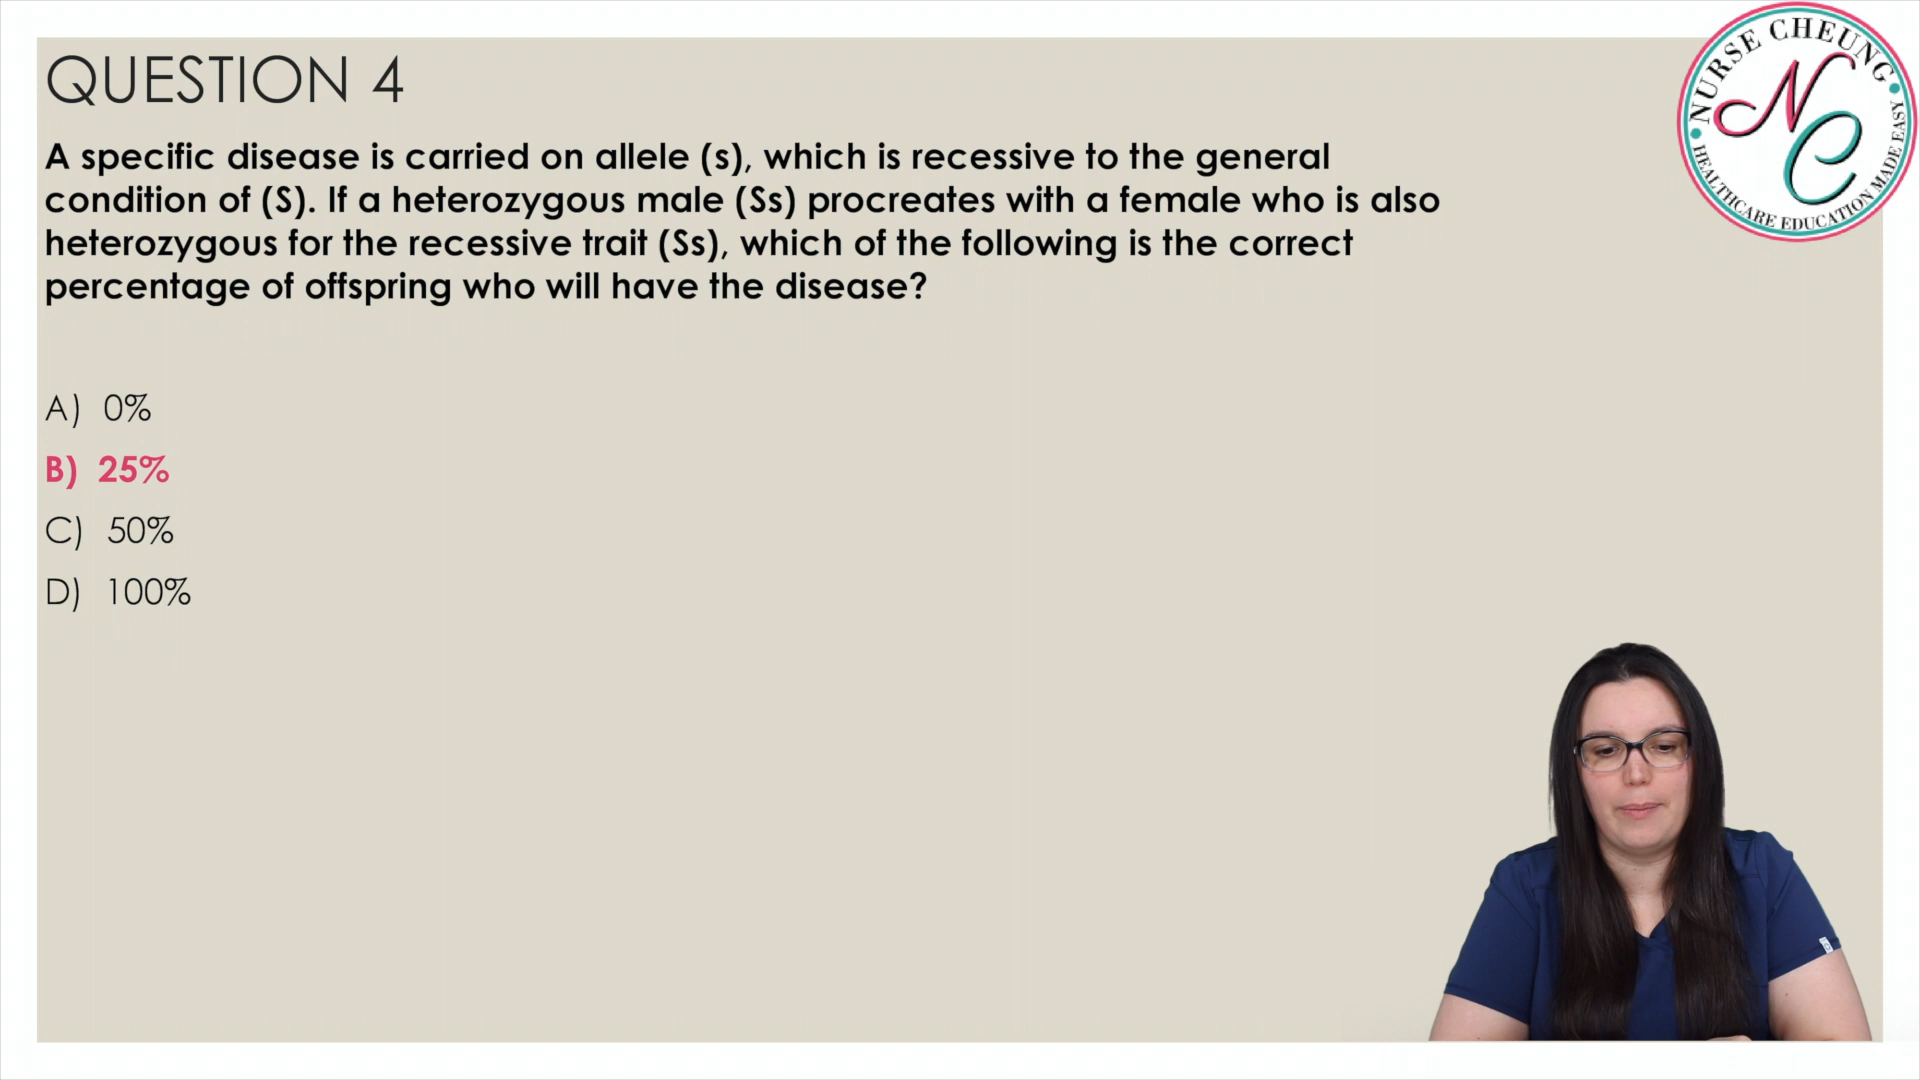 QUESTION 4
A specific disease is carried on allele (s), which is recessive to the general
condition of (S). If a heterozygous male (Ss) procreates with a female who is also
heterozygous for the recessive trait (Ss), which of the following is the correct
percentage of offspring who will have the disease?
A) 0%
B) 25%
C) 50%
D) 100%
NURSE CHEUNG
NC
HEALTHCARE EDUCATION MADE EASY